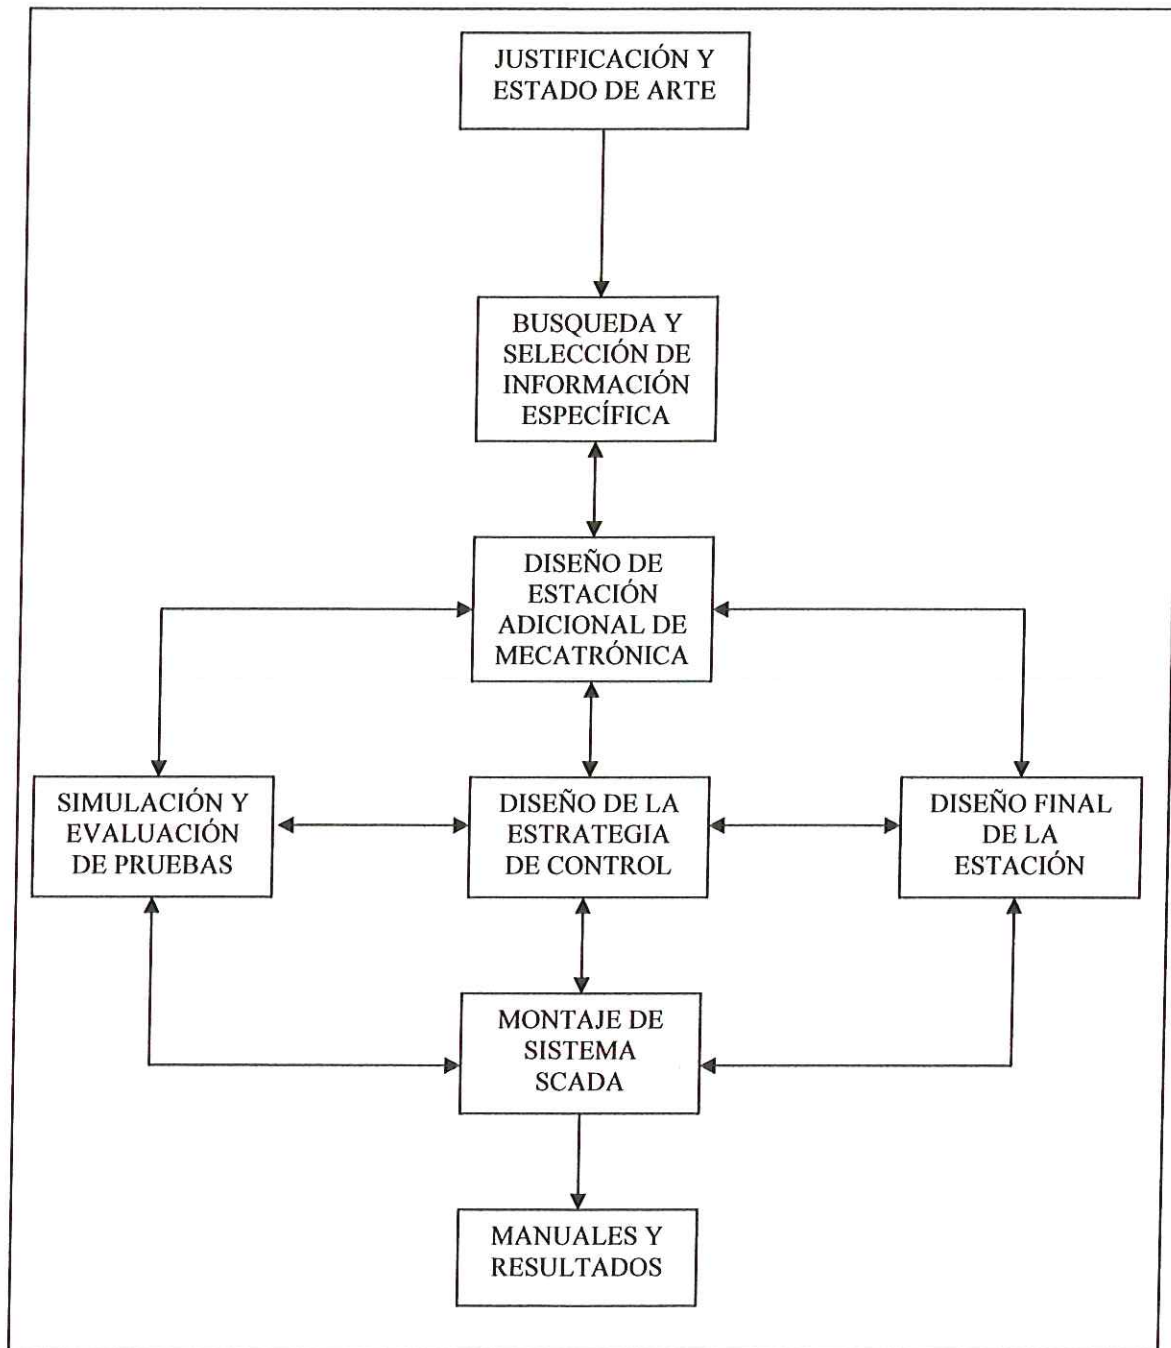 JUSTIFICACIÓN Y
ESTADO DE ARTE
BUSQUEDA Y
SELECCIÓN DE
INFORMACIÓN
ESPECÍFICA
DISEÑO DE
ESTACIÓN
ADICIONAL DE
MECATRÓNICA
SIMULACIÓN Y
EVALUACIÓN
DE PRUEBAS
DISEÑO DE LA
ESTRATEGIA
DE CONTROL
DISEÑO FINAL
DE LA
ESTACIÓN
MONTAJE DE
SISTEMA
SCADA
MANUALES Y
RESULTADOS